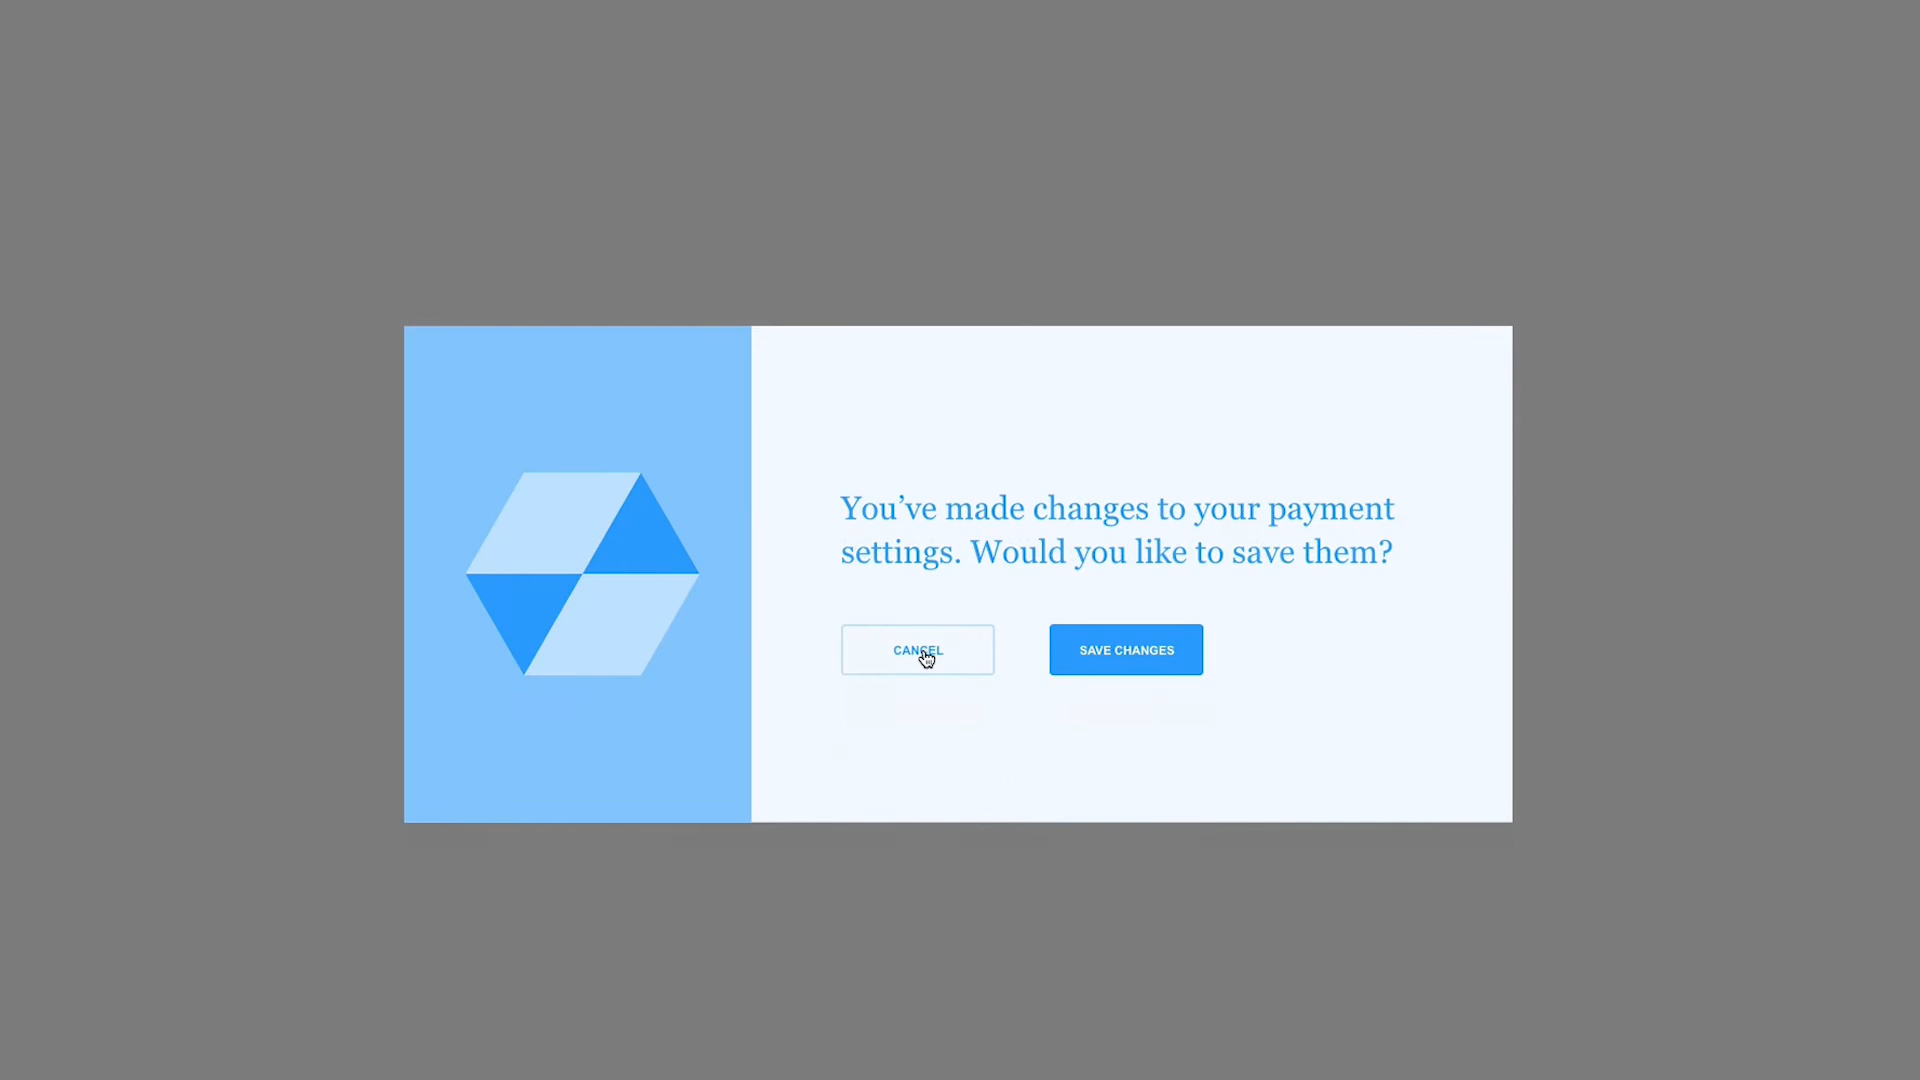 You’ve made changes to your payment
settings. Would you like to save them?
CANCEL
SAVE CHANGES